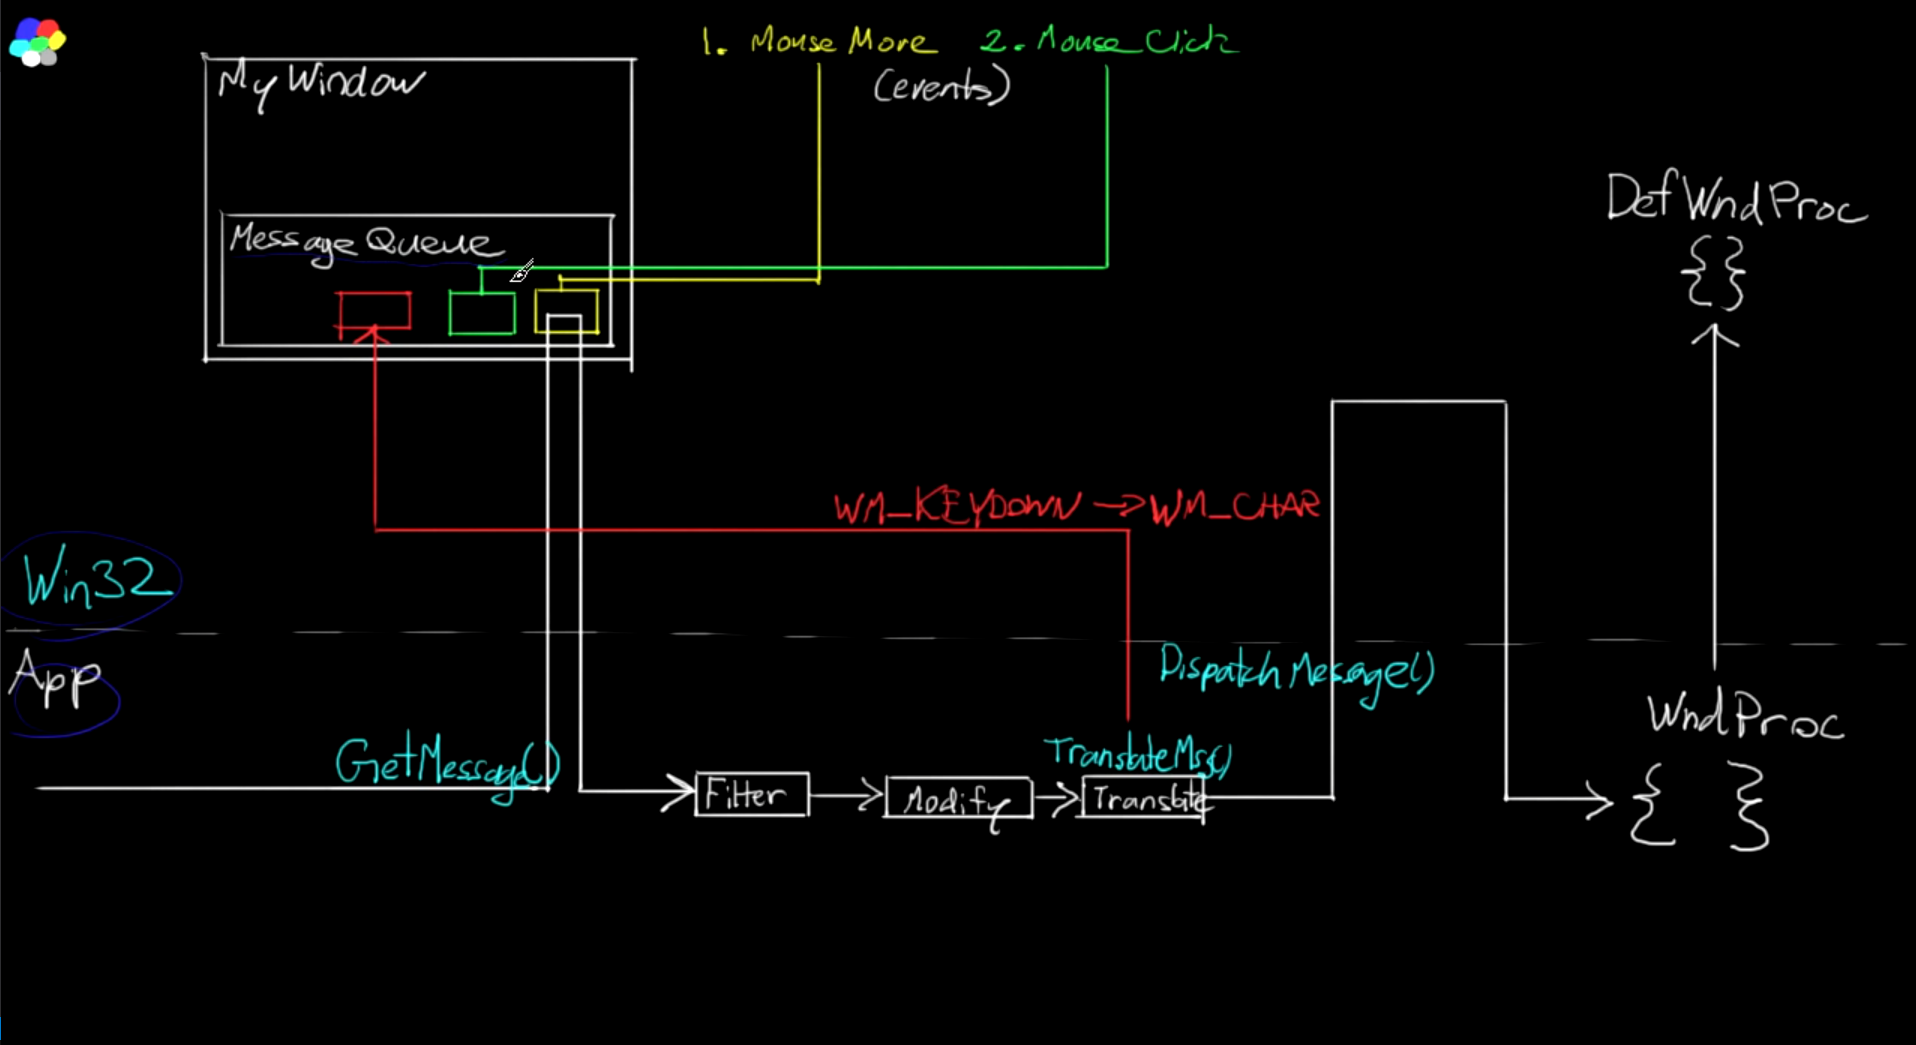 1. Mouse Move 2. Mouse Click
(events)
My Window
Message Queue
DefWndProc
{}
WM_KEYDOWN → WM_CHAR
Win32
App
DispatchMessage()
WndProc
{ }
GetMessage()
TranslateMsg()
Filter
Modify
Translate